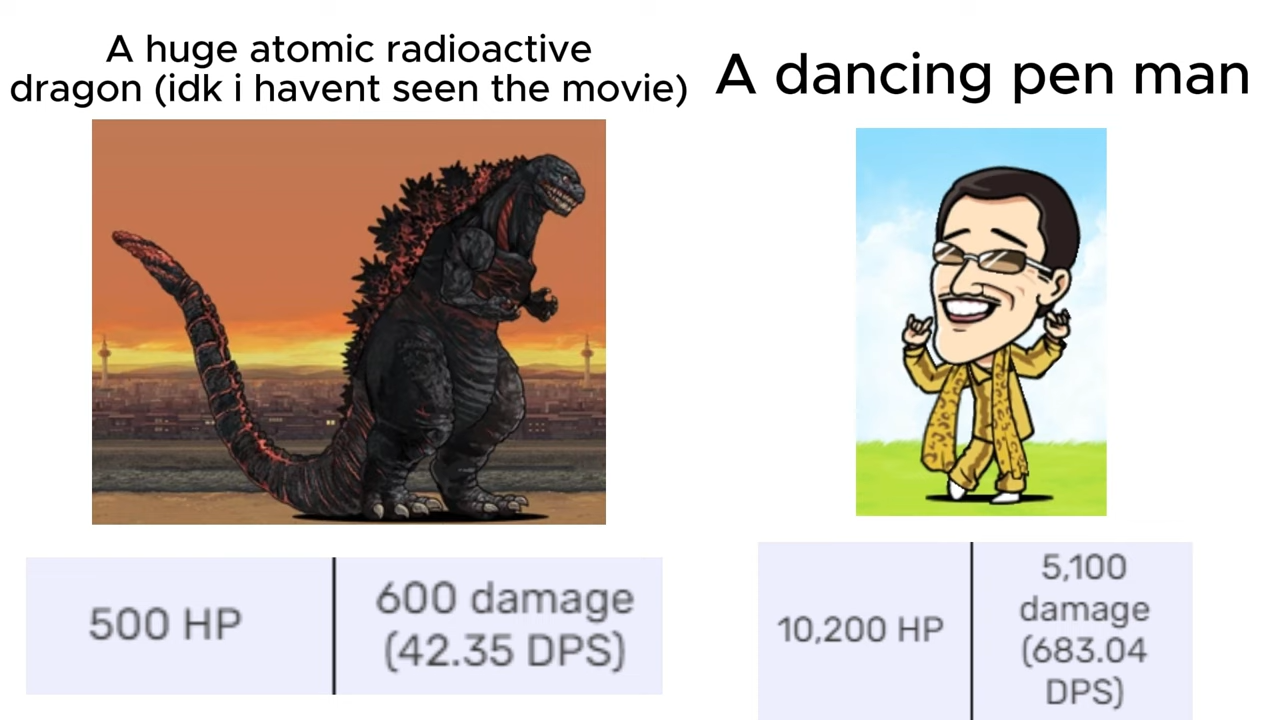 A huge atomic radioactive
dragon (idk i havent seen the movie)
A dancing pen man
500 HP
600 damage
(42.35 DPS)
10,200 HP
5,100
damage
(683.04
DPS)